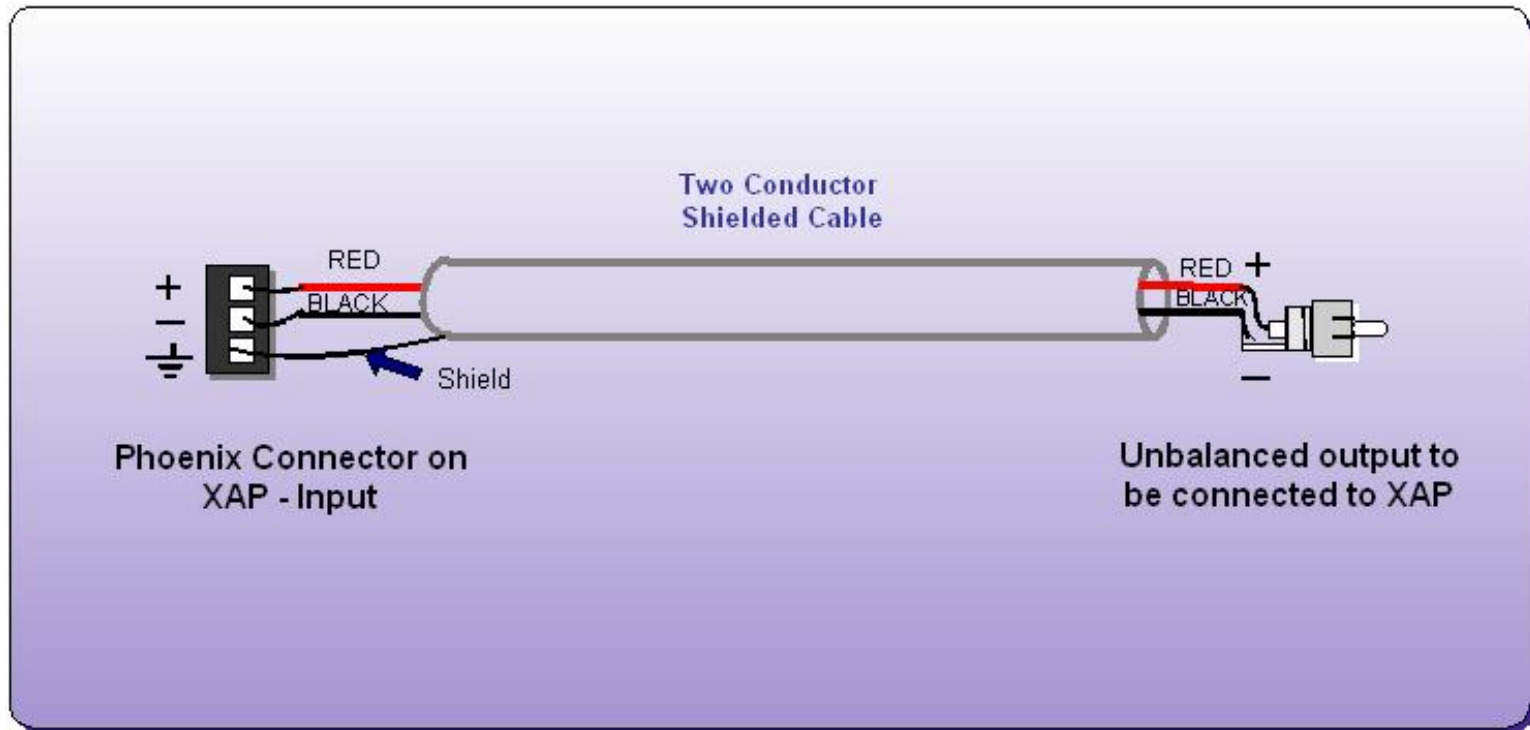 Two Conductor
Shielded Cable
RED
+
BLACK
−
Shield
RED +
BLACK
−
Phoenix Connector on
XAP - Input
Unbalanced output to
be connected to XAP